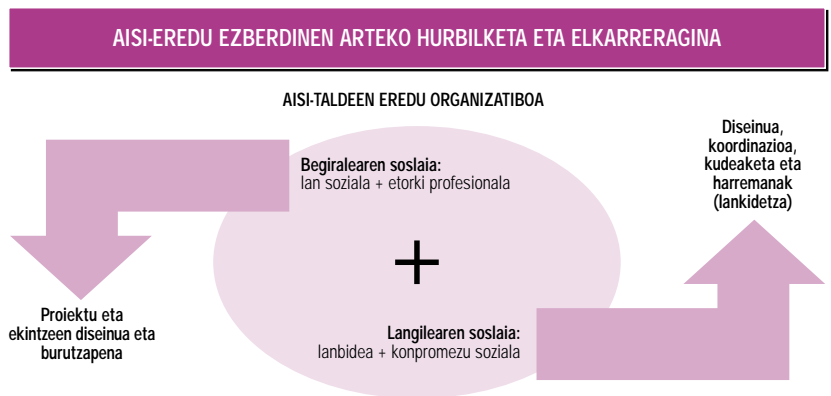 AISI-EREDU EZBERDINEN ARTEKO HURBILKETA ETA ELKARRERAGINA
AISI-TALDEEN EREDU ORGANIZATIBOA
Begiralearen soslaia:
lan soziala + etorki profesionala
Diseinua,
koordinazioa,
kudeaketa eta
harremanak
(lankidetza)
+
Proiektu eta
ekintzeen diseinua eta
burutzapena
Langilearen soslaia:
lanbidea + konpromezu soziala